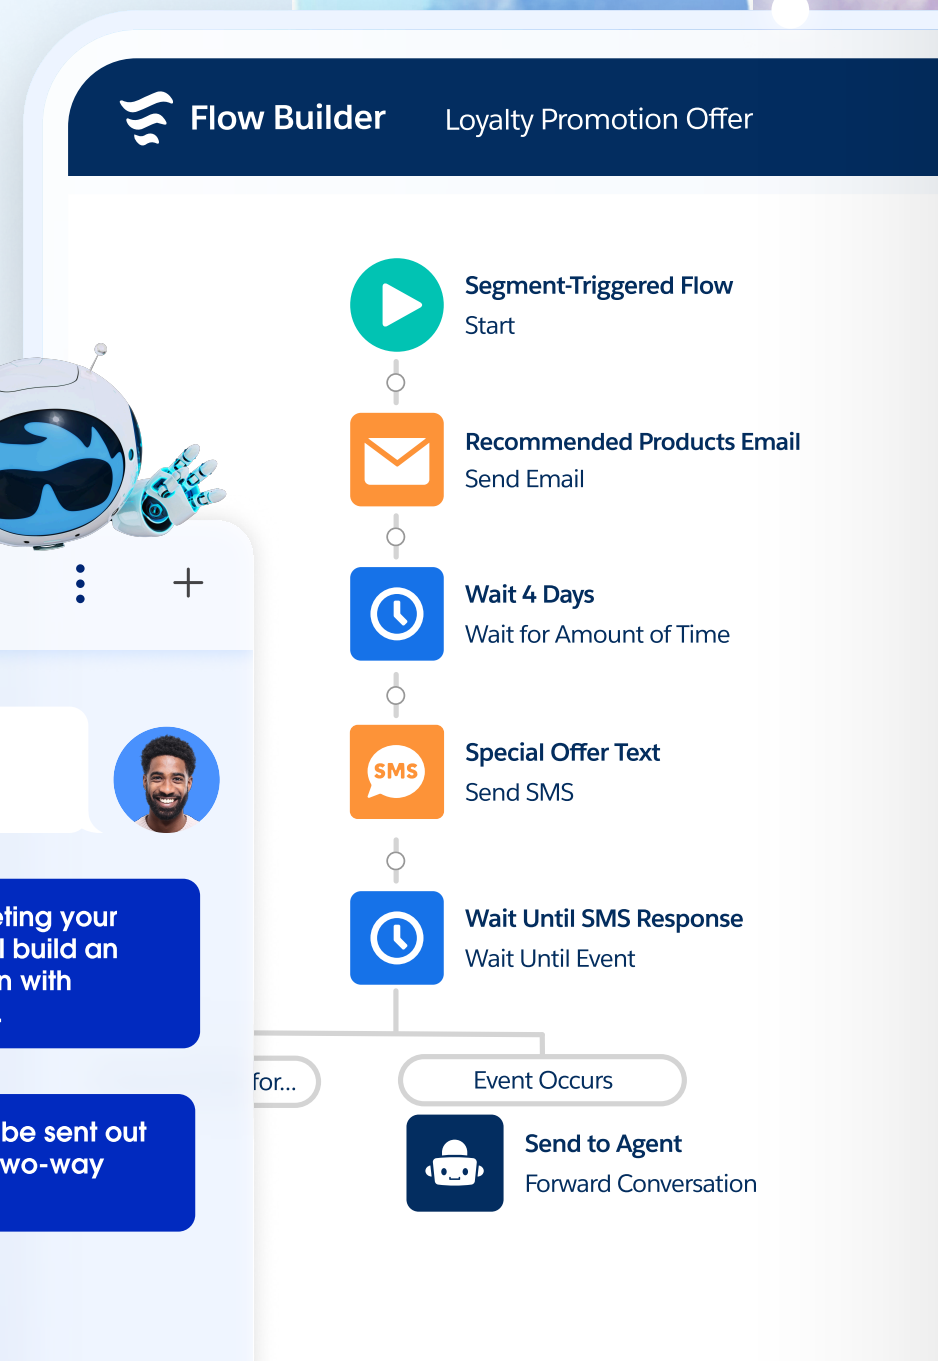 Flow Builder
Loyalty Promotion Offer
Segment-Triggered Flow
Start
Recommended Products Email
Send Email
Wait 4 Days
Wait for Amount of Time
SMS
Special Offer Text
Send SMS
Wait Until SMS Response
Wait Until Event
for...
Event Occurs
Send to Agent
Forward Conversation
your
build an
with
be sent out
wo-way